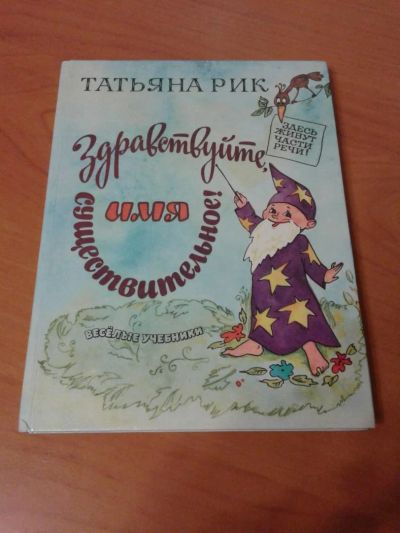 ТАТЬЯНА РИК
ЗДЕСЬ
ЖИВУТ
ЧАСТИ
РЕЧИ!
Здравствуйте,
имя
существительное!
ВЕСЁЛЫЕ УЧЕБНИКИ